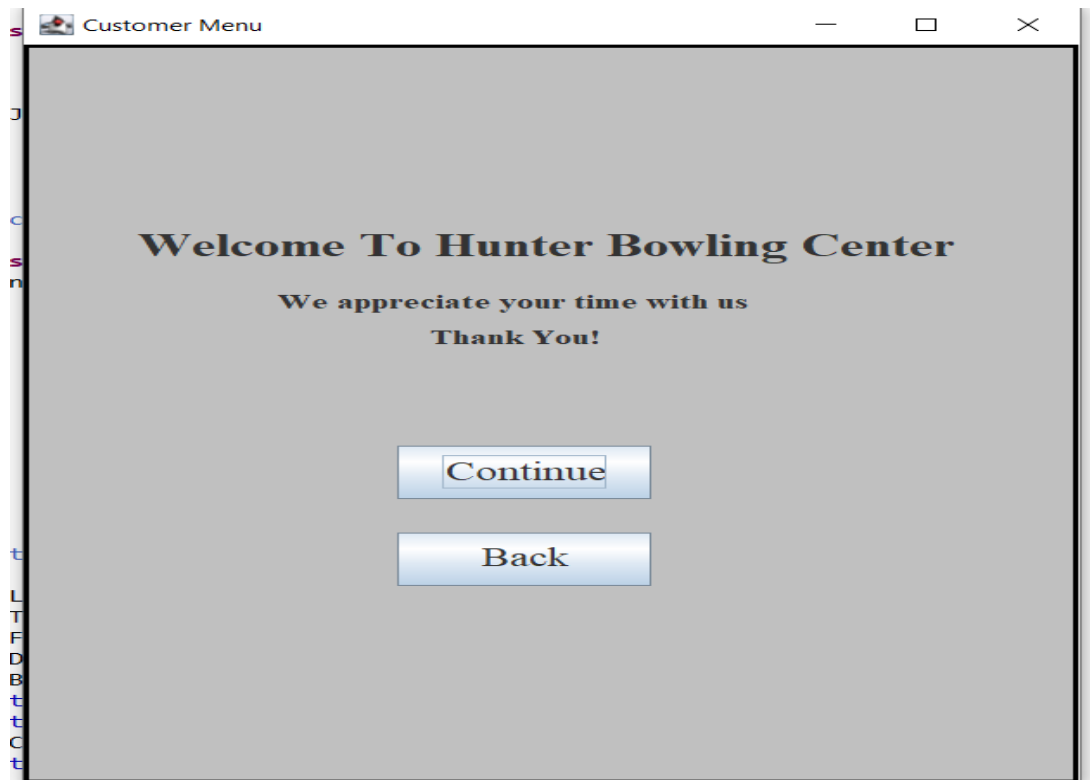 Customer Menu
Welcome To Hunter Bowling Center
We appreciate your time with us
Thank You!
Continue
Back